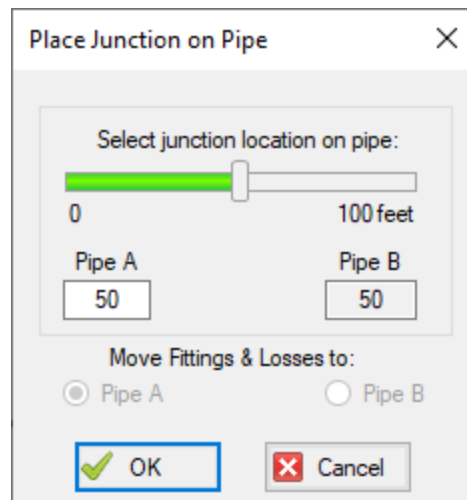 Place Junction on Pipe
Select junction location on pipe:
0 100 feet
Pipe A Pipe B
50 50
Move Fittings & Losses to:
Pipe A Pipe B
OK Cancel